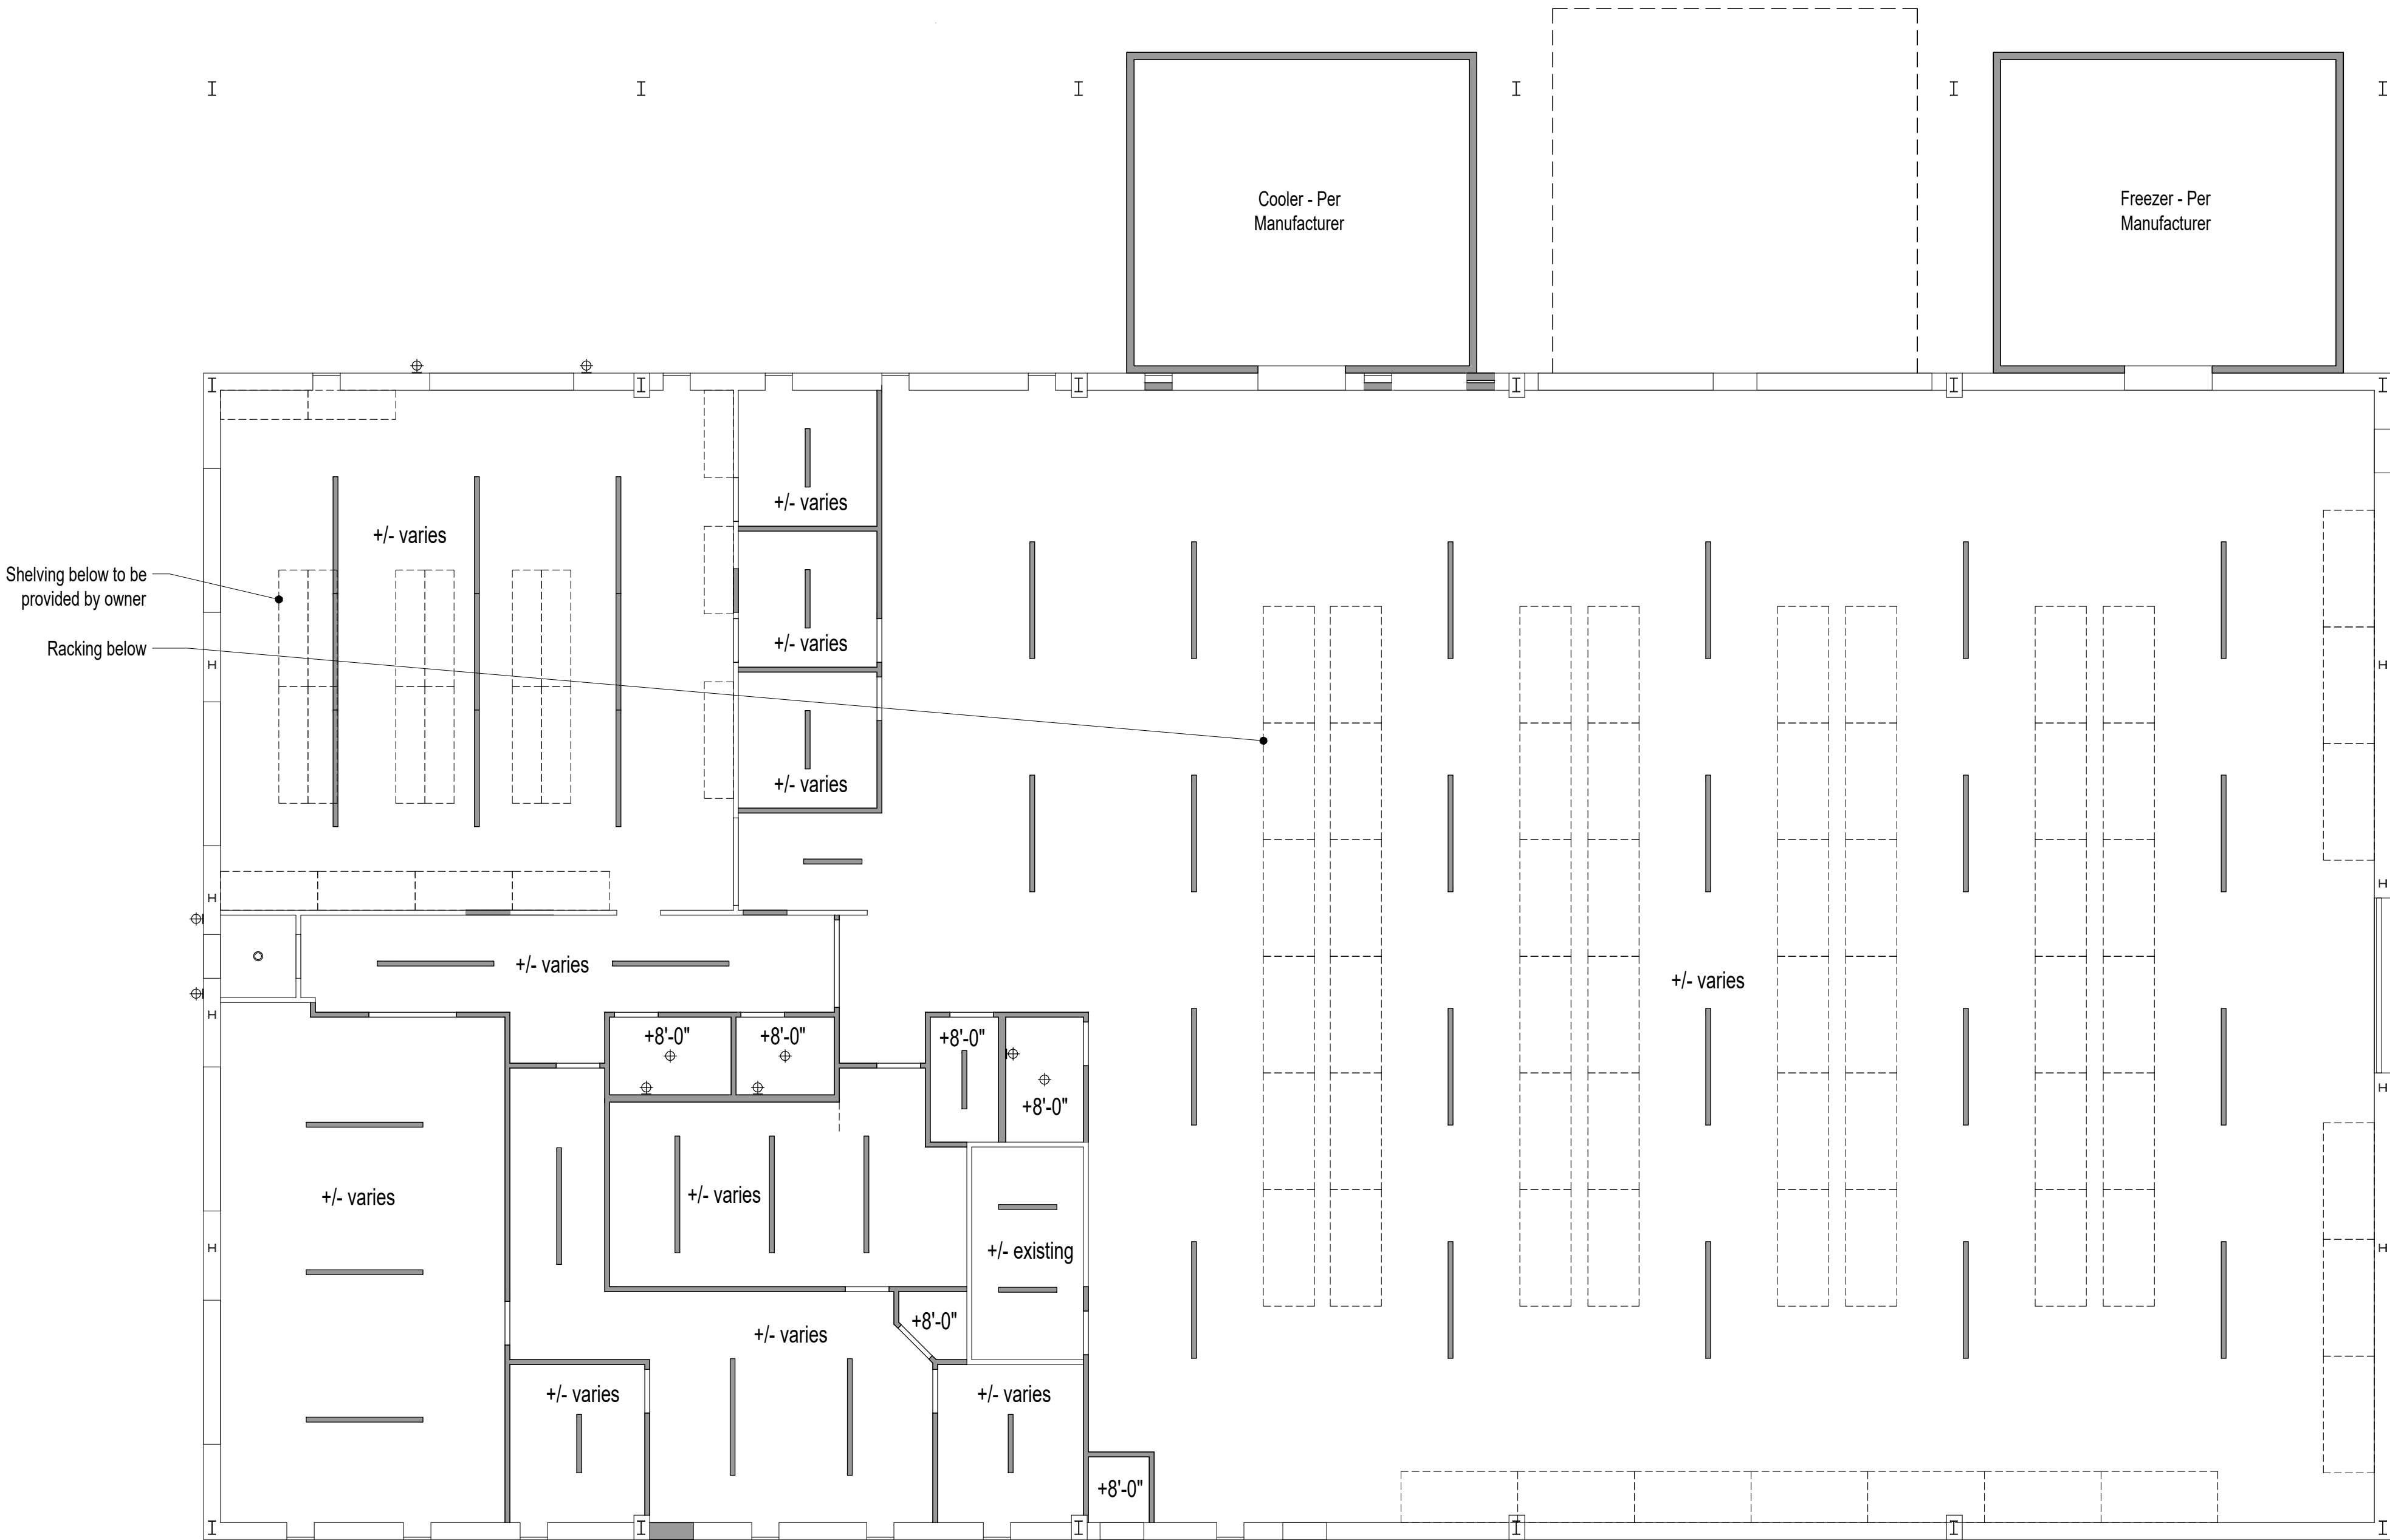 Cooler - Per
Manufacturer
Freezer - Per
Manufacturer
+/- varies
+/- varies
Shelving below to be
provided by owner
+/- varies
Racking below
+/- varies
+/- varies
+/- varies
+8'-0"
+8'-0"
+8'-0"
+8'-0"
+/- varies
+/- varies
+/- existing
+8'-0"
+/- varies
+/- varies
+/- varies
+8'-0"